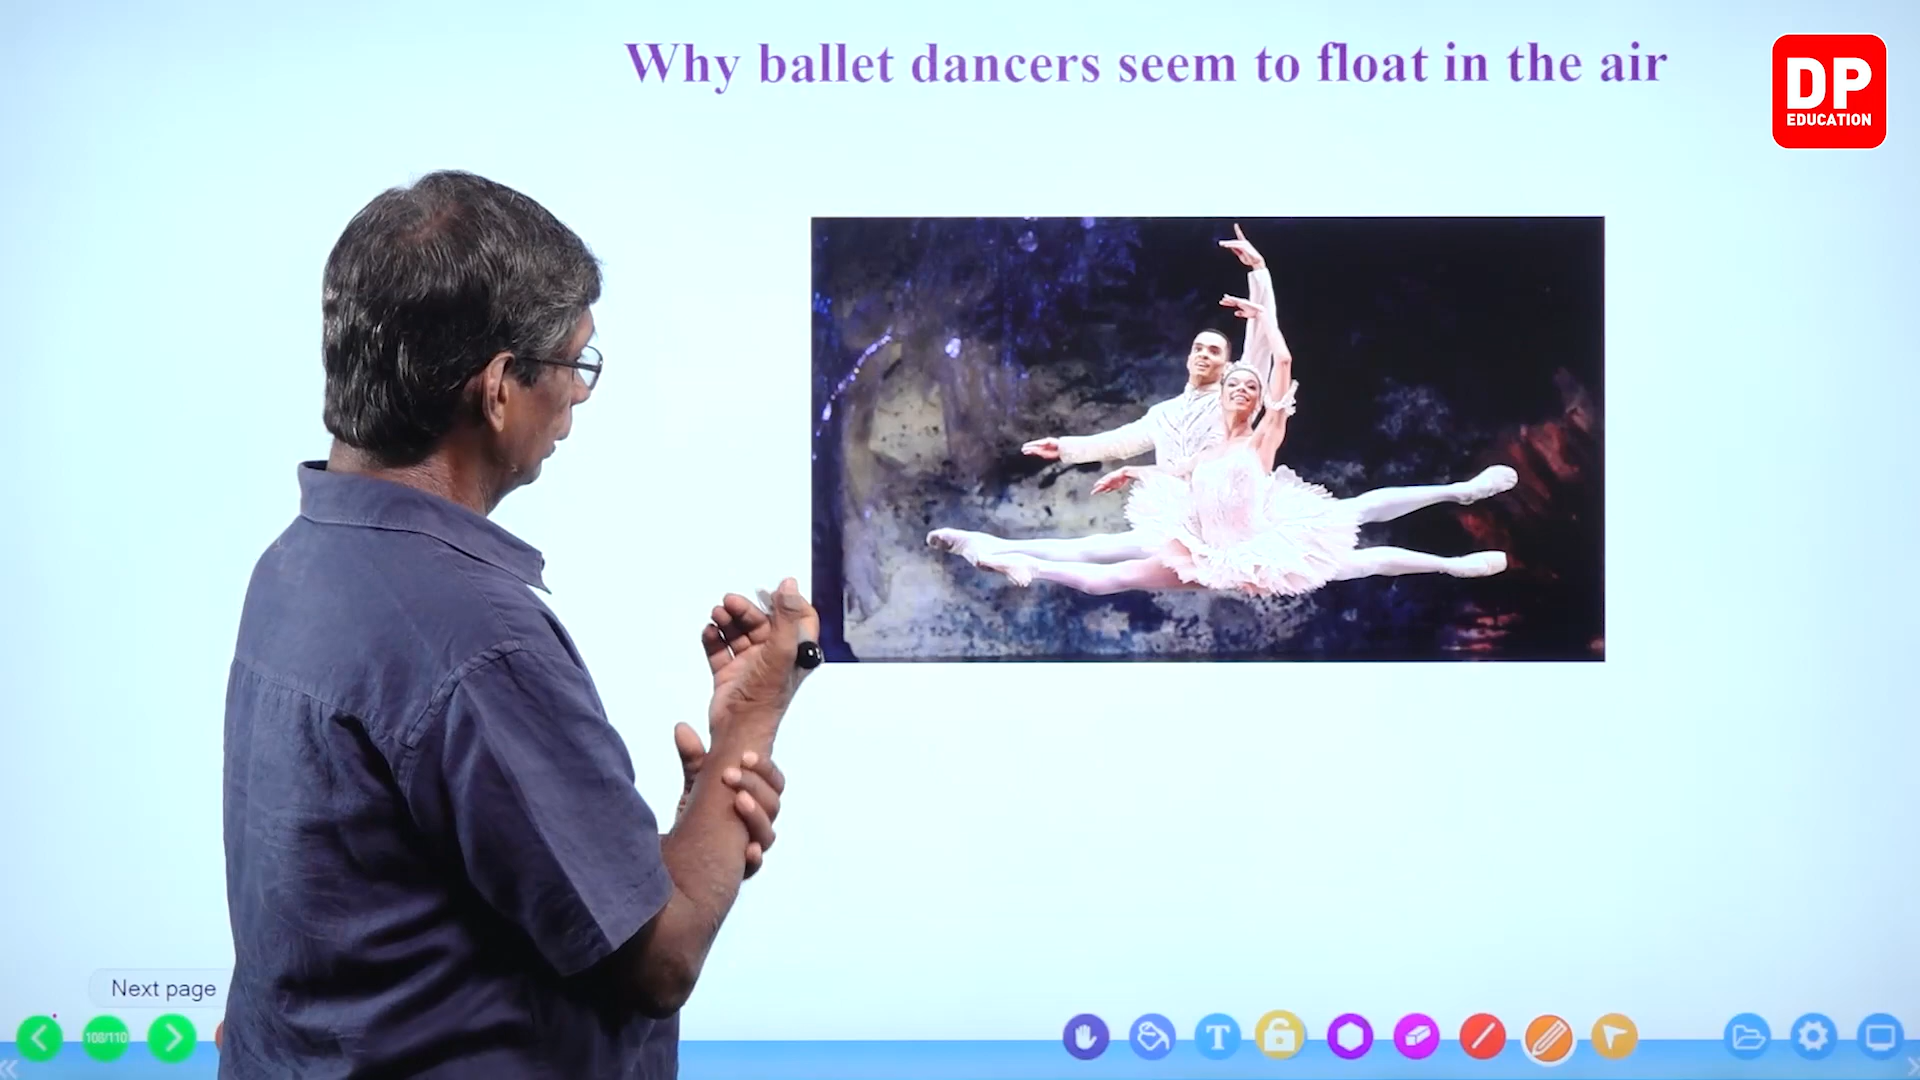 Why ballet dancers seem to float in the air
DP
EDUCATION
Next page
108/110
T